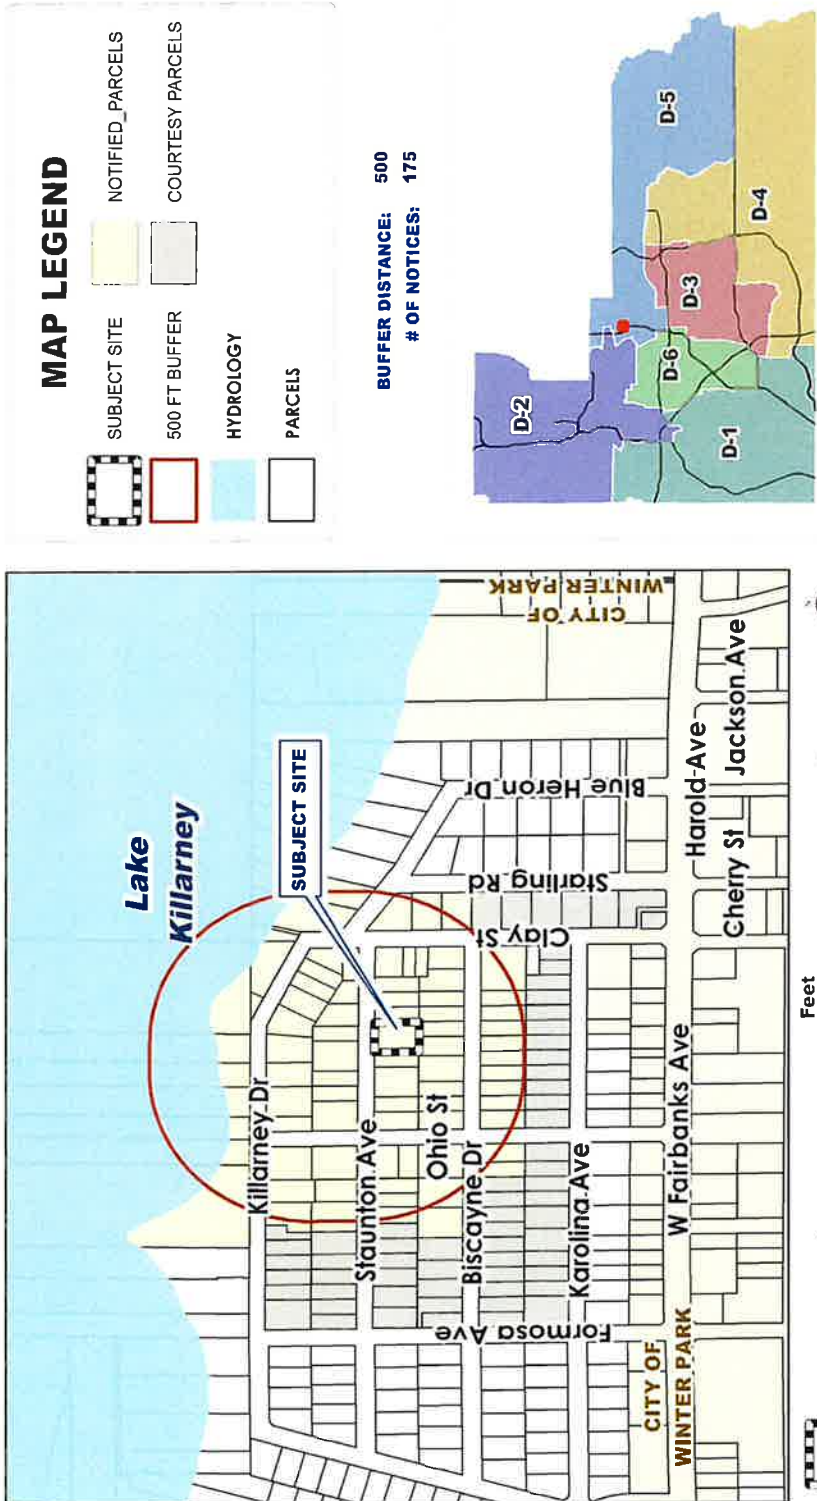 MAP LEGEND
SUBJECT SITE
500 FT BUFFER
HYDROLOGY
PARCELS
NOTIFIED_PARCELS
COURTESY PARCELS
BUFFER DISTANCE: 500
# OF NOTICES: 175
D-2
D-5
D-3
D-6
D-4
D-1
Lake
Killarney
SUBJECT SITE
Killarney Dr
Staunton Ave
Ohio St
Biscayne Dr
Karolina Ave
W Fairbanks Ave
Formosa Ave
Clay St
Starling Rd
Blue Heron Dr
Harold Ave
Jackson Ave
Cherry St
CITY OF
WINTER PARK
CITY OF
WINTER PARK
Feet